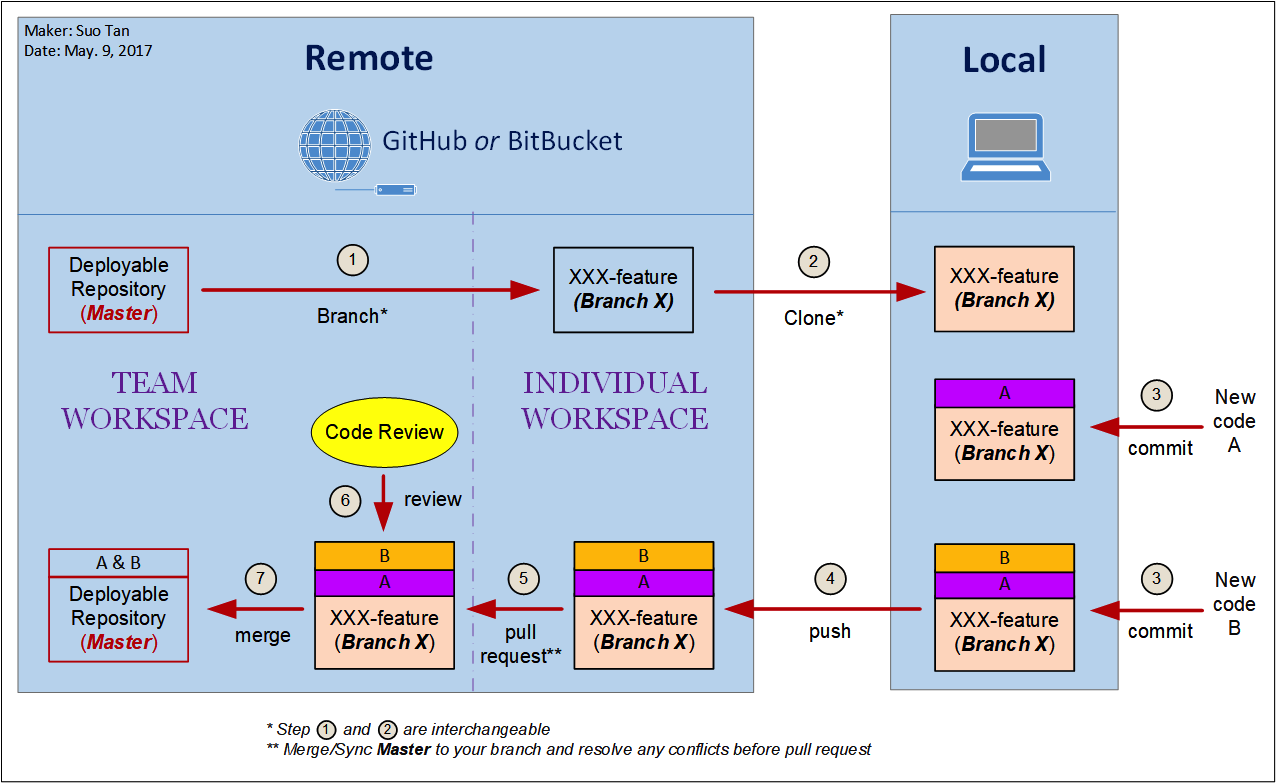 Maker: Suo Tan
Date: May. 9, 2017
Remote
Local
GitHub or BitBucket
Deployable
Repository
(Master)
1
Branch*
XXX-feature
(Branch X)
2
Clone*
XXX-feature
(Branch X)
TEAM
WORKSPACE
INDIVIDUAL
WORKSPACE
A
XXX-feature
(Branch X)
3
commit
New
code
A
Code Review
6
review
A & B
Deployable
Repository
(Master)
7
merge
B
A
XXX-feature
(Branch X)
5
pull
request**
B
A
XXX-feature
(Branch X)
4
push
B
A
XXX-feature
(Branch X)
3
commit
New
code
B
* Step 1 and 2 are interchangeable
** Merge/Sync Master to your branch and resolve any conflicts before pull request